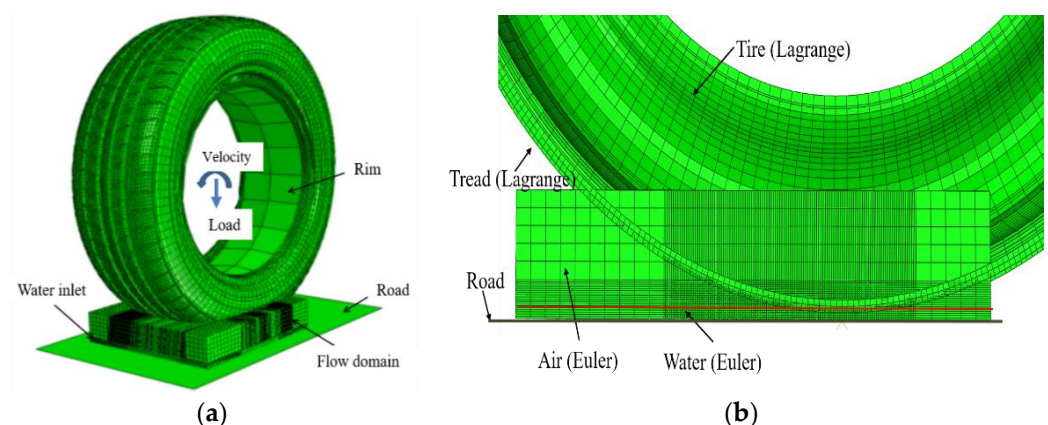 Velocity
Load
Rim
Water inlet
Road
Flow domain
(a)
Tire (Lagrange)
Tread (Lagrange)
Road
Air (Euler)
Water (Euler)
(b)